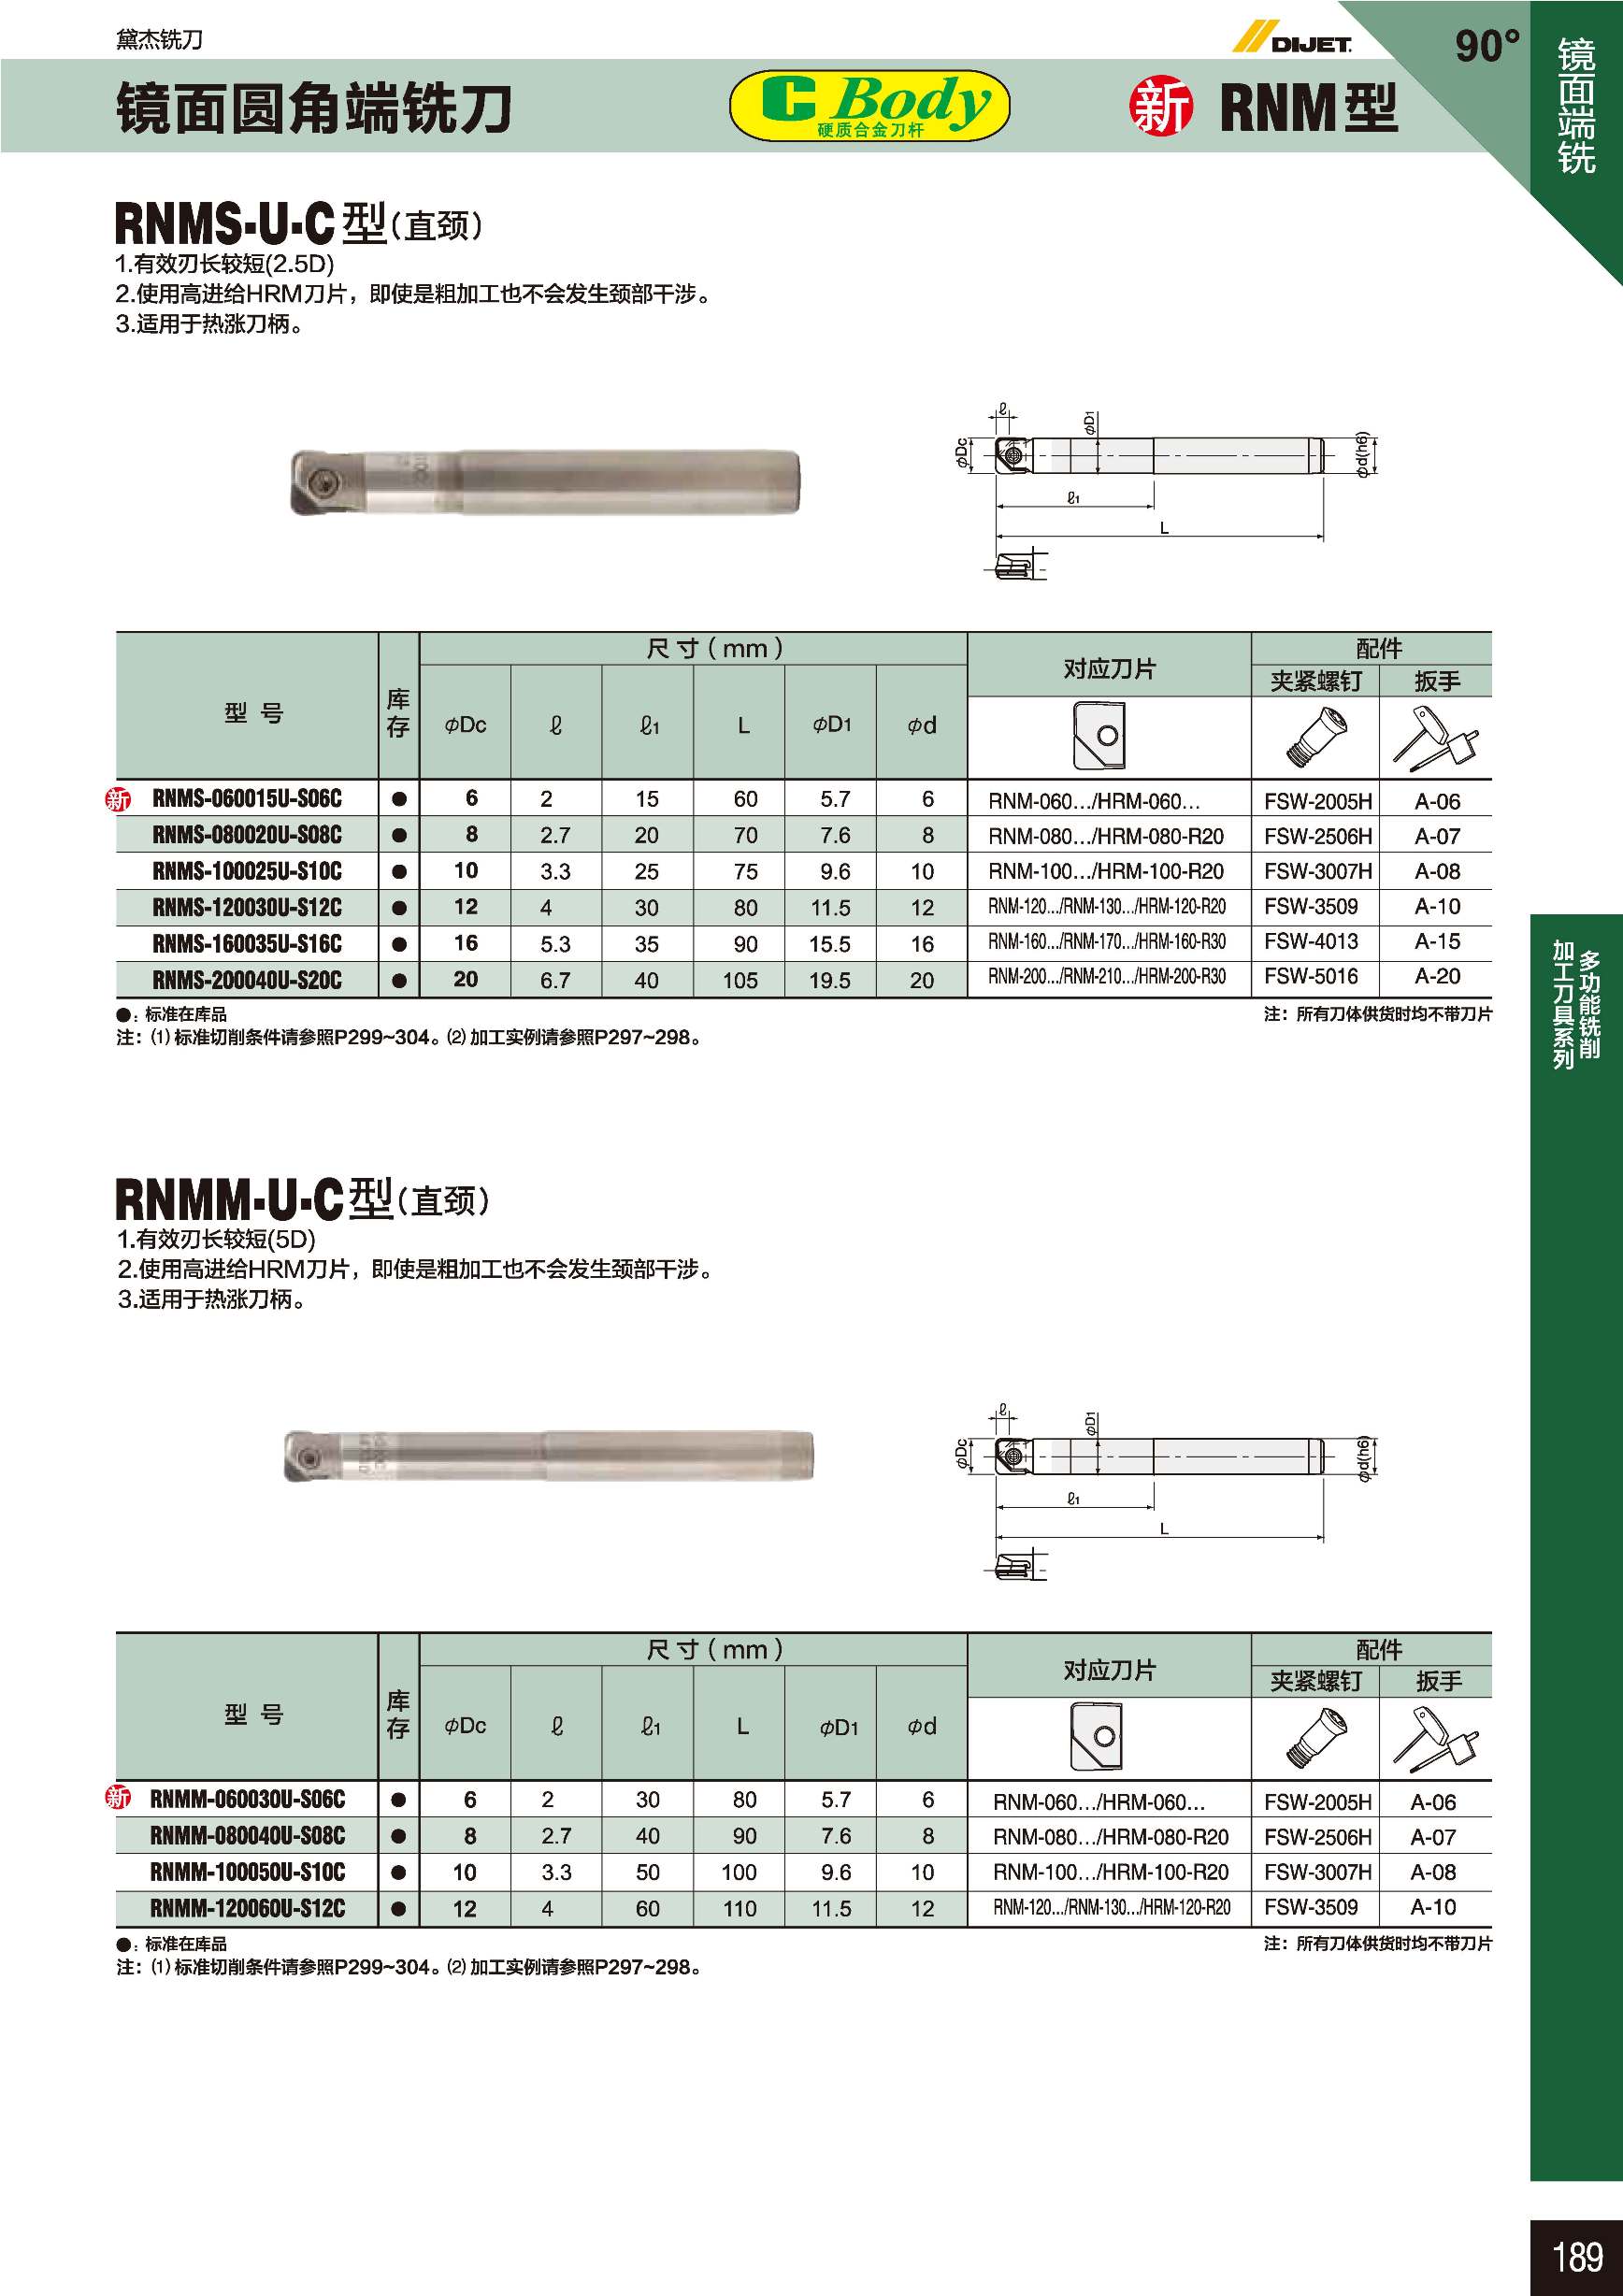 黛杰铣刀
DIJET.
90°
镜面端铣
镜面圆角端铣刀
C Body
硬质合金刀杆
新 RNM型
RNMS-U-C型(直颈)
1.有效刃长较短(2.5D)
2.使用高进给HRM刀片，即使是粗加工也不会发生颈部干涉。
3.适用于热涨刀柄。
ℓ
φD1
φDc
φd(h6)
ℓ1
L
尺寸(mm)
配件
型 号 库存 φDc ℓ ℓ1 L φD1 φd 对应刀片 夹紧螺钉 扳手
新 RNMS-060015U-S06C ● 6 2 15 60 5.7 6 RNM-060.../HRM-060... FSW-2005H A-06
RNMS-080020U-S08C ● 8 2.7 20 70 7.6 8 RNM-080.../HRM-080-R20 FSW-2506H A-07
RNMS-100025U-S10C ● 10 3.3 25 75 9.6 10 RNM-100.../HRM-100-R20 FSW-3007H A-08
RNMS-120030U-S12C ● 12 4 30 80 11.5 12 RNM-120.../RNM-130.../HRM-120-R20 FSW-3509 A-10
RNMS-160035U-S16C ● 16 5.3 35 90 15.5 16 RNM-160.../RNM-170.../HRM-160-R30 FSW-4013 A-15
RNMS-200040U-S20C ● 20 6.7 40 105 19.5 20 RNM-200.../RNM-210.../HRM-200-R30 FSW-5016 A-20
●：标准在库品
注：所有刀体供货时均不带刀片
注：(1)标准切削条件请参照P299~304。(2)加工实例请参照P297~298。
多功能铣削
加工刀具系列
RNMM-U-C型(直颈)
1.有效刃长较短(5D)
2.使用高进给HRM刀片，即使是粗加工也不会发生颈部干涉。
3.适用于热涨刀柄。
ℓ
φD1
φDc
φd(h6)
ℓ1
L
尺寸(mm)
配件
型 号 库存 φDc ℓ ℓ1 L φD1 φd 对应刀片 夹紧螺钉 扳手
新 RNMM-060030U-S06C ● 6 2 30 80 5.7 6 RNM-060.../HRM-060... FSW-2005H A-06
RNMM-080040U-S08C ● 8 2.7 40 90 7.6 8 RNM-080.../HRM-080-R20 FSW-2506H A-07
RNMM-100050U-S10C ● 10 3.3 50 100 9.6 10 RNM-100.../HRM-100-R20 FSW-3007H A-08
RNMM-120060U-S12C ● 12 4 60 110 11.5 12 RNM-120.../RNM-130.../HRM-120-R20 FSW-3509 A-10
●：标准在库品
注：所有刀体供货时均不带刀片
注：(1)标准切削条件请参照P299~304。(2)加工实例请参照P297~298。
189